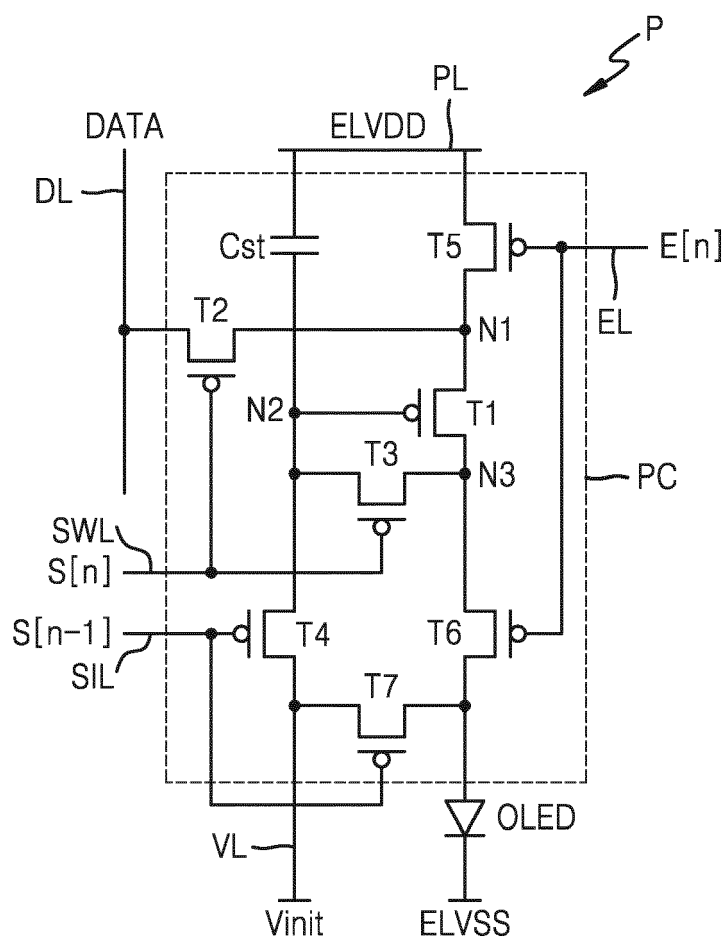 P
PL
DATA
ELVDD
DL
Cst
T5
E[n]
T2
EL
N1
N2
T1
T3
N3
PC
SWL
S[n]
S[n-1]
T4
T6
SIL
T7
OLED
VL
Vinit
ELVSS